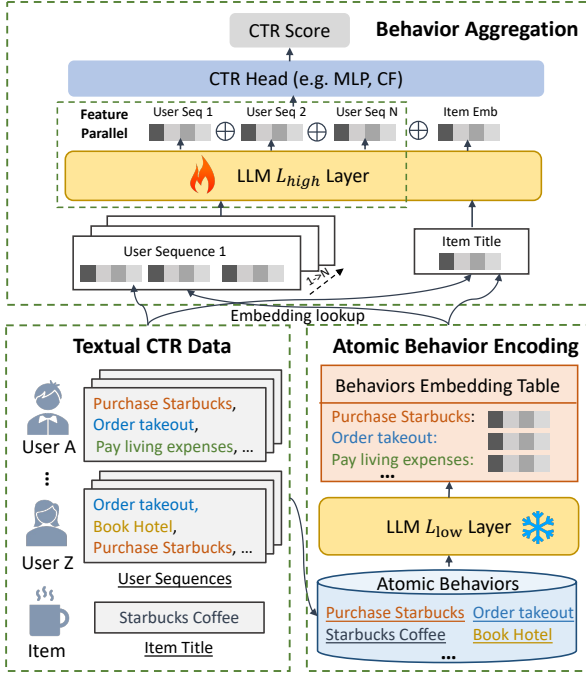 Behavior Aggregation
CTR Score
CTR Head (e.g. MLP, CF)
Feature Parallel
User Seq 1
User Seq 2
User Seq N
Item Emb
LLM L_high Layer
User Sequence 1
1->N
Item Title
Embedding lookup
Textual CTR Data
User A
Purchase Starbucks,
Order takeout,
Pay living expenses, ...
...
User Z
Order takeout,
Book Hotel,
Purchase Starbucks, ...
User Sequences
Item
Starbucks Coffee
Item Title
Atomic Behavior Encoding
Behaviors Embedding Table
Purchase Starbucks:
Order takeout:
Pay living expenses:
...
LLM L_low Layer
Atomic Behaviors
Purchase Starbucks Order takeout
Starbucks Coffee Book Hotel
...